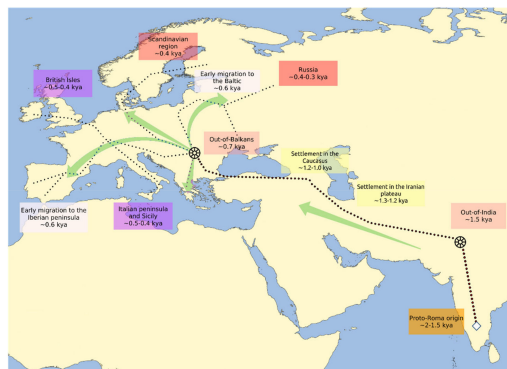 Scandinavian
region
~0.4 kya
British Isles
~0.5-0.4 kya
Early migration to
the Baltic
~0.6 kya
Russia
~0.4-0.3 kya
Out-of-Balkans
~0.7 kya
Settlement in the
Caucasus
~1.2-1.0 kya
Settlement in the Iranian
plateau
~1.3-1.2 kya
Early migration to the
Iberian peninsula
~0.6 kya
Italian peninsula
and Sicily
~0.5-0.4 kya
Out-of-India
~1.5 kya
Proto-Roma origin
~2-1.5 kya